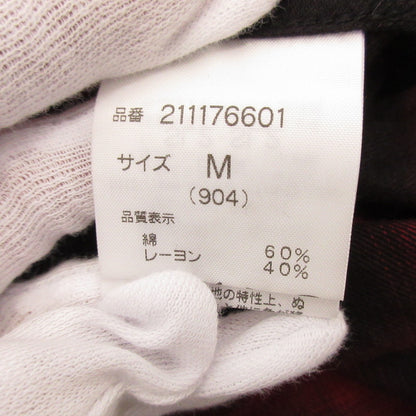 品番 211176601
サイズ M
(904)
品質表示
綿 60%
レーヨン 40%
地の特性上、ぬ